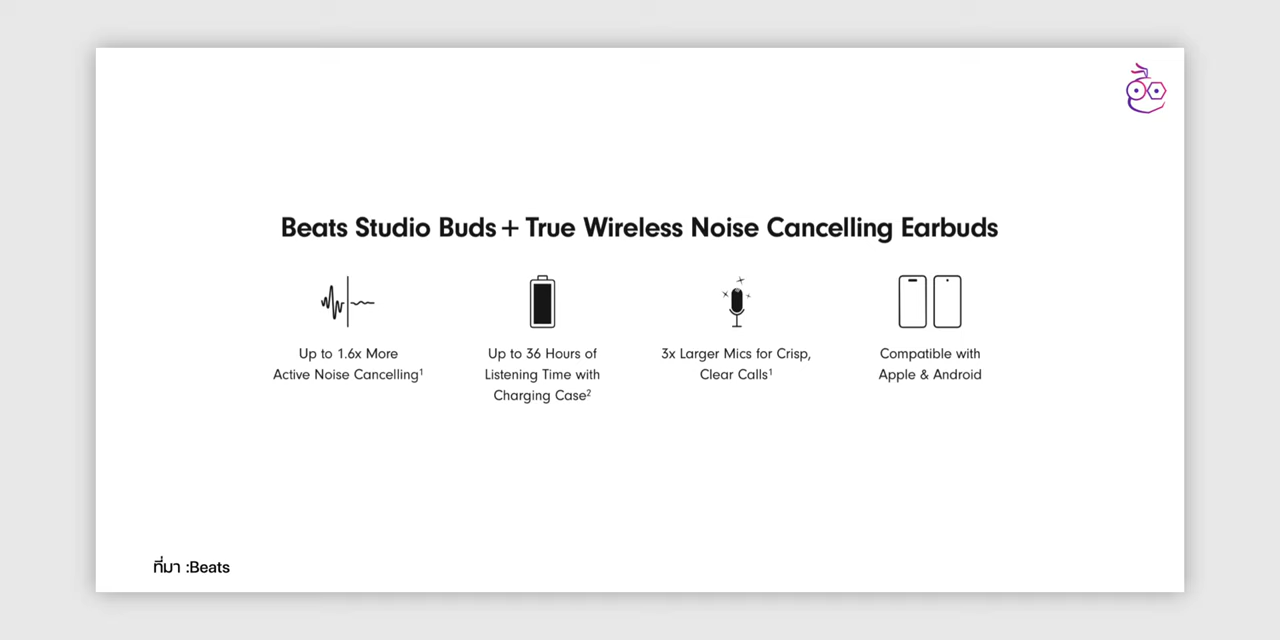 Beats Studio Buds + True Wireless Noise Cancelling Earbuds
Up to 1.6x More
Active Noise Cancelling¹
Up to 36 Hours of
Listening Time with
Charging Case²
3x Larger Mics for Crisp,
Clear Calls¹
Compatible with
Apple & Android
ที่มา :Beats